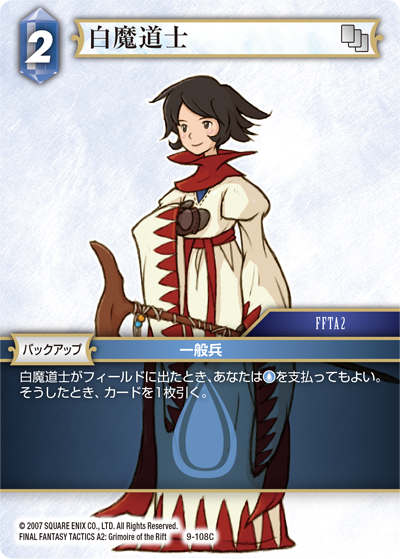 2
白魔道士
FFTA2
バックアップ
一般兵
白魔道士がフィールドに出たとき、あなたは を支払ってもよい。
そうしたとき、カードを1枚引く。
© 2007 SQUARE ENIX CO., LTD. All Rights Reserved.
FINAL FANTASY TACTICS A2: Grimoire of the Rift
9-108C